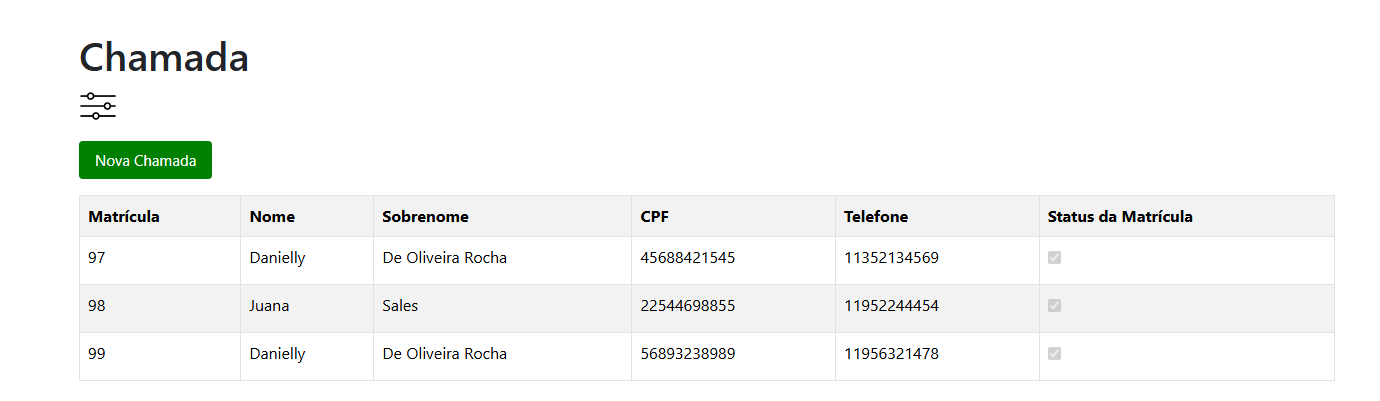 Chamada
Nova Chamada
Matrícula Nome Sobrenome CPF Telefone Status da Matrícula
97 Danielly De Oliveira Rocha 45688421545 11352134569
98 Juana Sales 22544698855 11952244454
99 Danielly De Oliveira Rocha 56893238989 11956321478